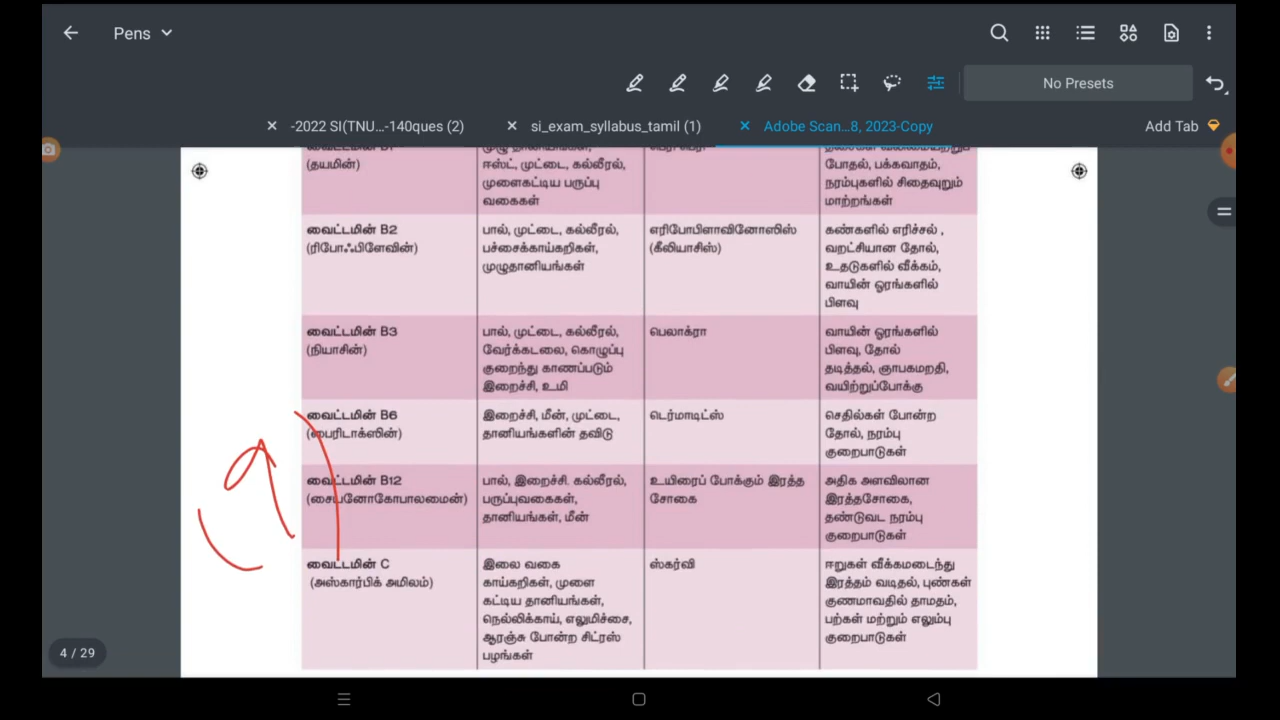 Pens
No Presets
-2022 SI(TNU...-140ques (2)
si_exam_syllabus_tamil (1)
Adobe Scan...8, 2023-Copy
Add Tab
(தயமின்)
ஈஸ்ட், முட்டை, கல்லீரல்,
முளைகட்டிய பருப்பு
வகைகள்
போதல், பக்கவாதம்,
நரம்புகளில் சிதைவுறும்
மாற்றங்கள்
வைட்டமின் B2
(ரிபோஃபிளேவின்)
பால், முட்டை, கல்லீரல்,
பச்சைக்காய்கறிகள்,
முழுதானியங்கள்
எரிபோபிளாவினோஸிஸ்
(கீலியாசிஸ்)
கண்களில் எரிச்சல் ,
வறட்சியான தோல்,
உதடுகளில் வீக்கம்,
வாயின் ஓரங்களில்
பிளவு
வைட்டமின் B3
(நியாசின்)
பால், முட்டை, கல்லீரல்,
வேர்க்கடலை, கொழுப்பு
குறைந்து காணப்படும்
இறைச்சி, உமி
பெலாக்ரா
வாயின் ஓரங்களில்
பிளவு, தோல்
தடித்தல், ஞாபகமறதி,
வயிற்றுப்போக்கு
வைட்டமின் B6
(பைரிடாக்ஸின்)
இறைச்சி, மீன், முட்டை,
தானியங்களின் தவிடு
டெர்மாடிட்ஸ்
செதில்கள் போன்ற
தோல், நரம்பு
குறைபாடுகள்
வைட்டமின் B12
(சையனோகோபாலமைன்)
பால், இறைச்சி. கல்லீரல்,
பருப்புவகைகள்,
தானியங்கள், மீன்
உயிரைப் போக்கும் இரத்த
சோகை
அதிக அளவிலான
இரத்தசோகை,
தண்டுவட நரம்பு
குறைபாடுகள்
வைட்டமின் C
(அஸ்கார்பிக் அமிலம்)
இலை வகை
காய்கறிகள், முளை
கட்டிய தானியங்கள்,
நெல்லிக்காய், எலுமிச்சை,
ஆரஞ்சு போன்ற சிட்ரஸ்
பழங்கள்
ஸ்கர்வி
ஈறுகள் வீக்கமடைந்து
இரத்தம் வடிதல், புண்கள்
குணமாவதில் தாமதம்,
பற்கள் மற்றும் எலும்பு
குறைபாடுகள்
4 / 29